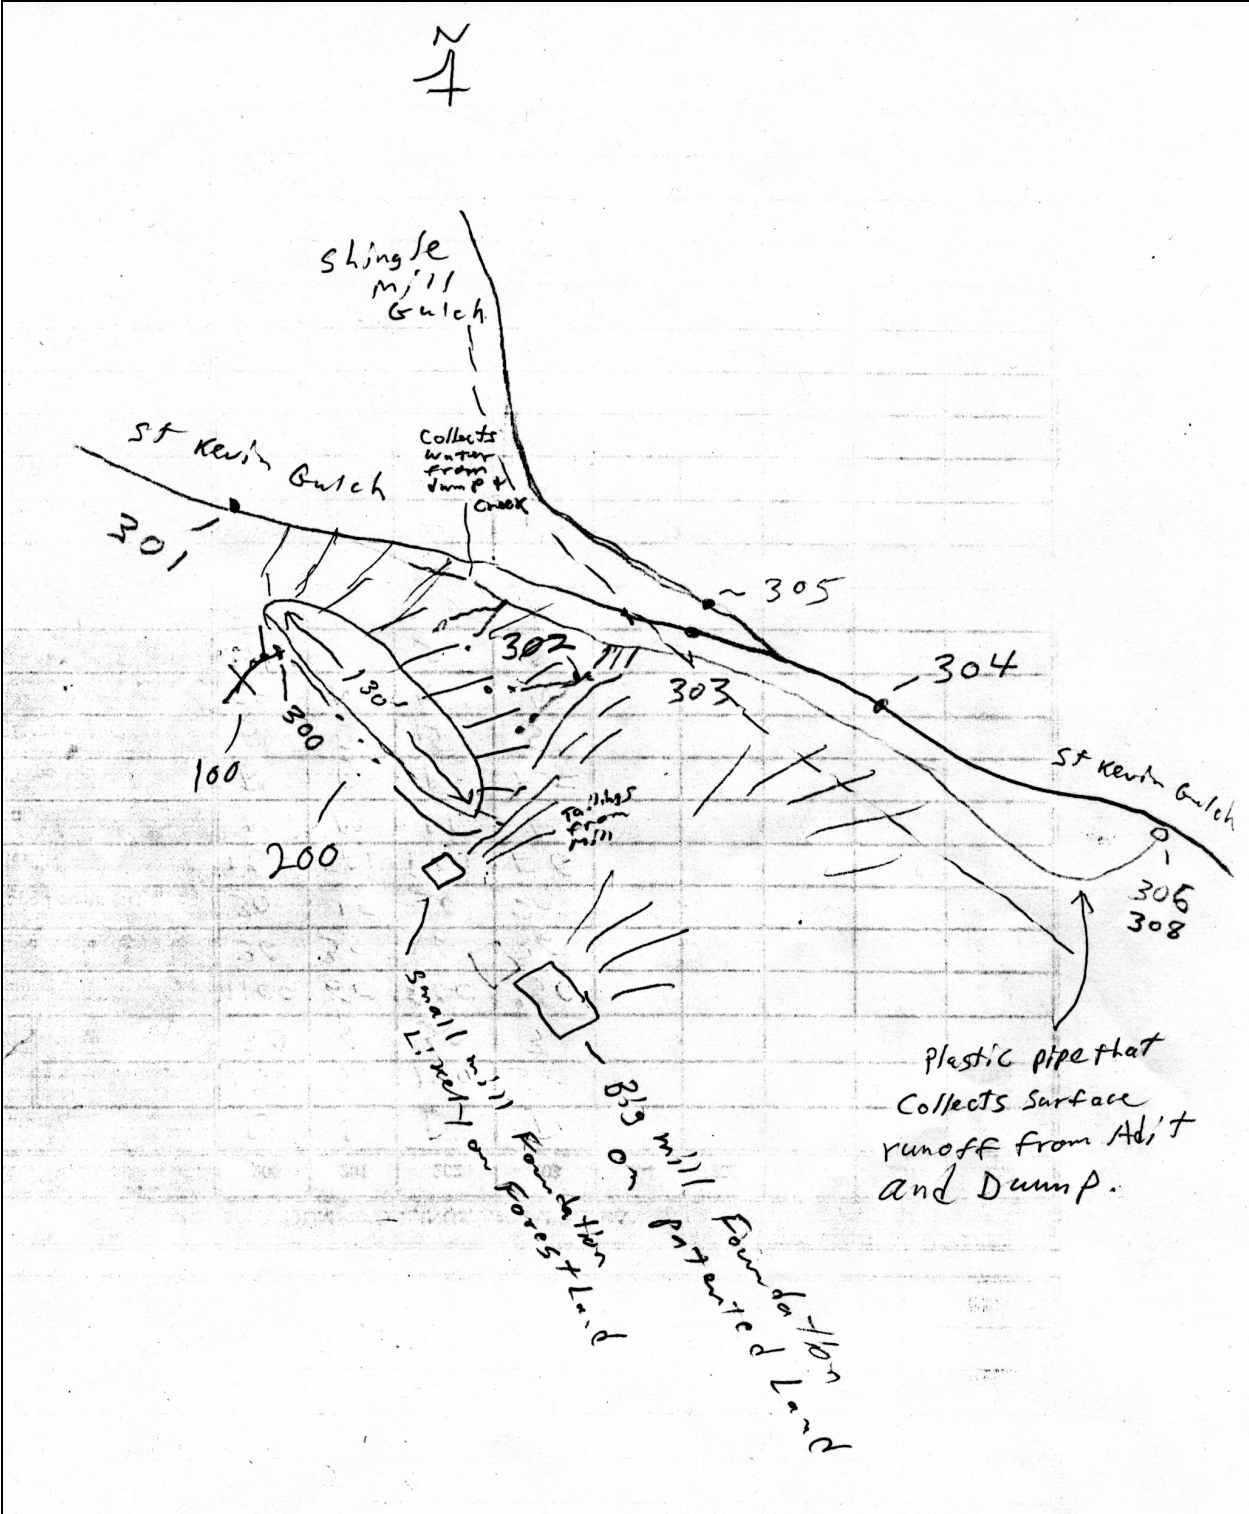 N
Shingle
Mill
Gulch
St Kevin
Gulch
Collects
water
from
dump +
creek
301
305
302
304
303
130'
300
100
200
St Kevin Gulch
Tailings
from
Mill
306
308
Small mill Foundation
on Forest Land
Big mill Foundation
on patented Land
Plastic pipe that
Collects Surface
runoff from Adit
and Dump.